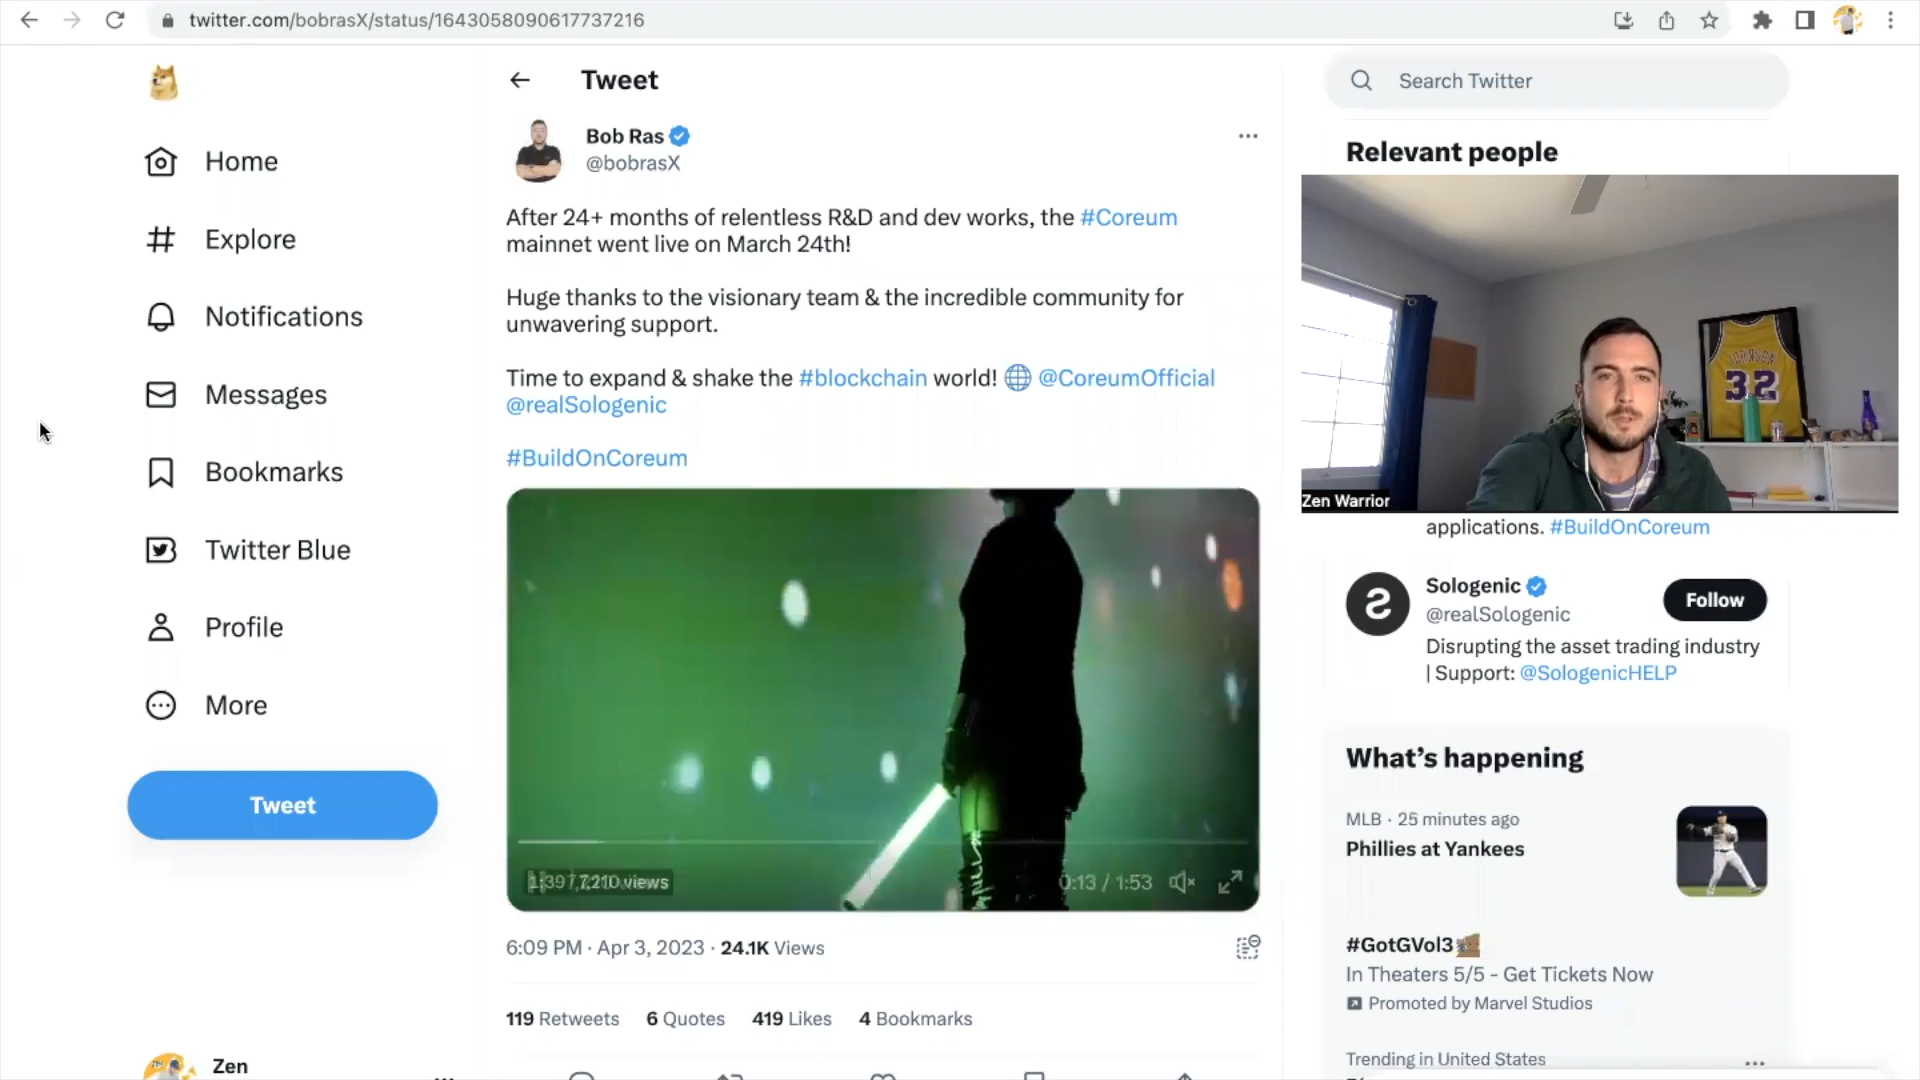 twitter.com/bobrasX/status/1643058090617737216
Tweet
Search Twitter
Home
Explore
Notifications
Messages
Bookmarks
Twitter Blue
Profile
More
Tweet
Zen
Bob Ras
@bobrasX
After 24+ months of relentless R&D and dev works, the #Coreum
mainnet went live on March 24th!
Huge thanks to the visionary team & the incredible community for
unwavering support.
Time to expand & shake the #blockchain world! 🌐 @CoreumOfficial
@realSologenic
#BuildOnCoreum
views
0:13 / 1:53
6:09 PM · Apr 3, 2023 · 24.1K Views
119 Retweets 6 Quotes 419 Likes 4 Bookmarks
Relevant people
32
Zen Warrior
applications. #BuildOnCoreum
Sologenic
@realSologenic
Follow
Disrupting the asset trading industry
| Support: @SologenicHELP
What's happening
MLB · 25 minutes ago
Phillies at Yankees
#GotGVol3
In Theaters 5/5 - Get Tickets Now
Promoted by Marvel Studios
Trending in United States